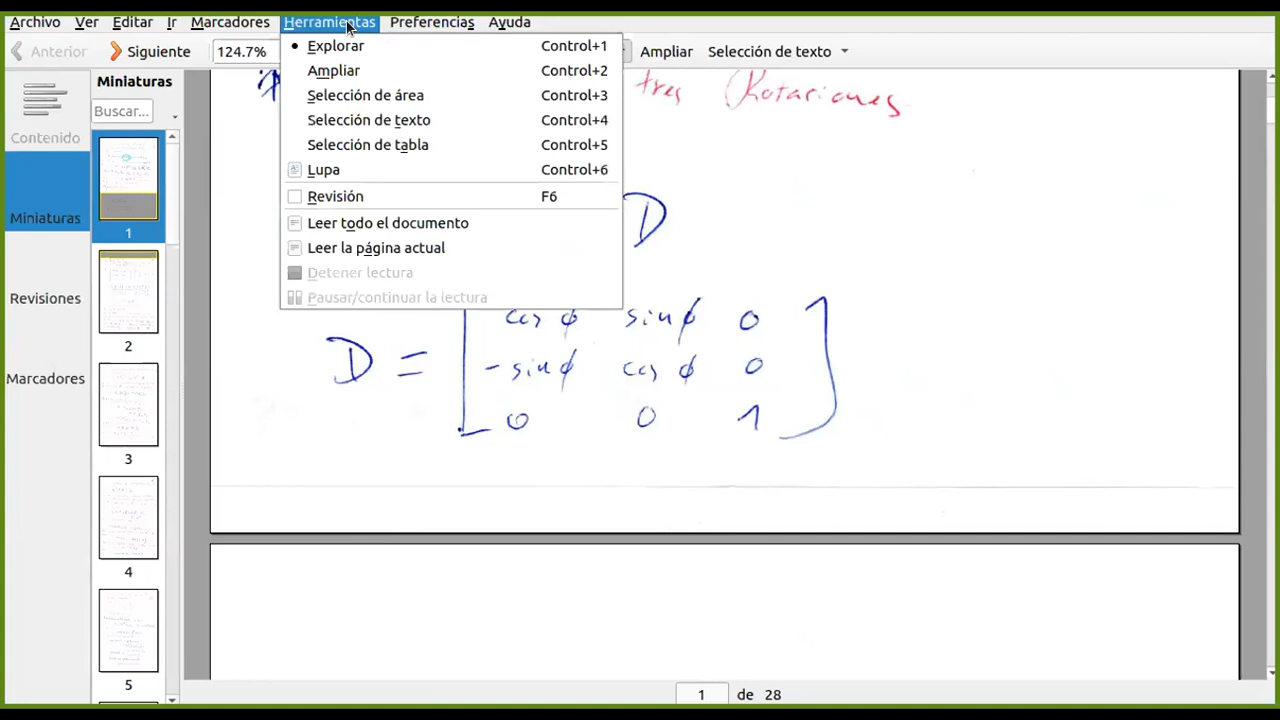 Archivo Ver Editar Ir Marcadores Herramientas Preferencias Ayuda
Anterior Siguiente 124.7% Ampliar Selección de texto
Explorar Control+1
Ampliar Control+2
Selección de área Control+3
Selección de texto Control+4
Selección de tabla Control+5
Lupa Control+6
Revisión F6
Leer todo el documento
Leer la página actual
Detener lectura
Pausar/continuar la lectura
Contenido
Miniaturas
Revisiones
Marcadores
Miniaturas
Buscar...
1
2
3
4
5
tres (Rotaciones
D
D = [ cos ϕ sin ϕ 0
- sin ϕ cos ϕ 0
0 0 1 ]
1 de 28